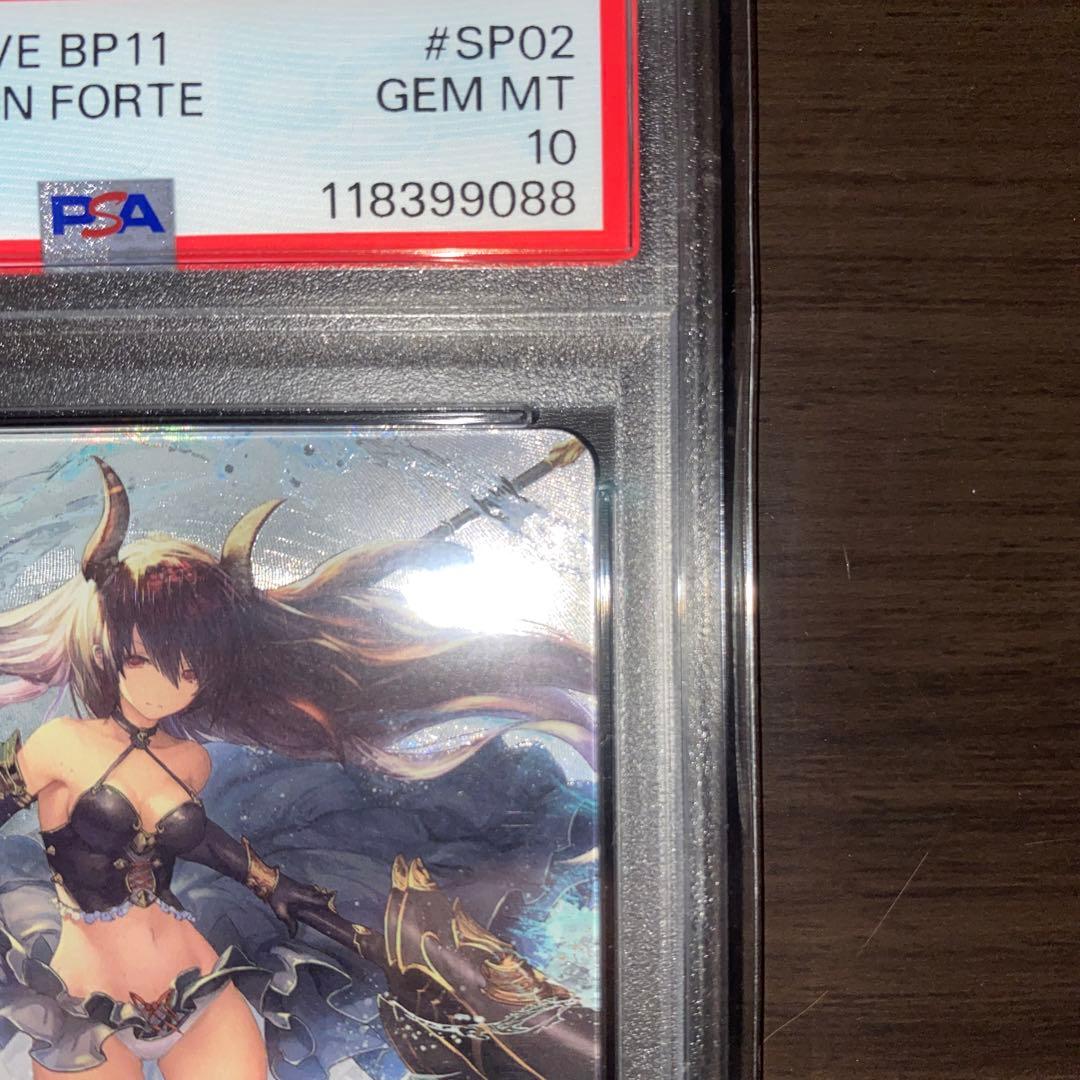 VE BP11
#SP02
N FORTE
GEM MT
10
PSA
118399088